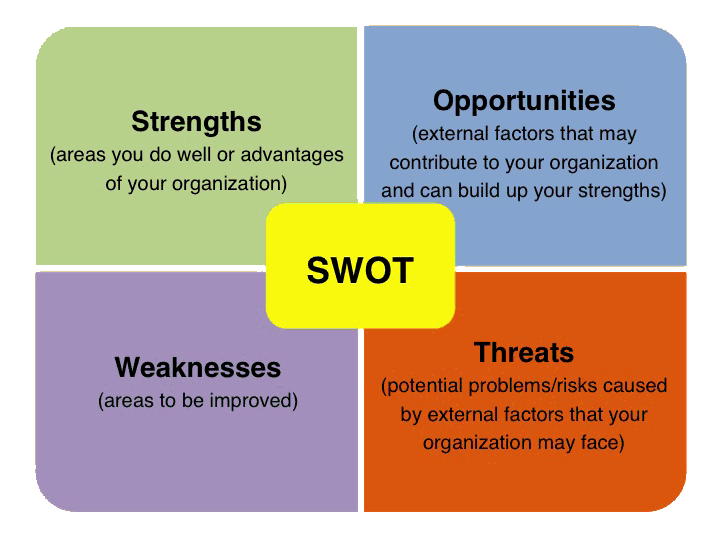 Strengths
(areas you do well or advantages
of your organization)
Opportunities
(external factors that may
contribute to your organization
and can build up your strengths)
SWOT
Weaknesses
(areas to be improved)
Threats
(potential problems/risks caused
by external factors that your
organization may face)